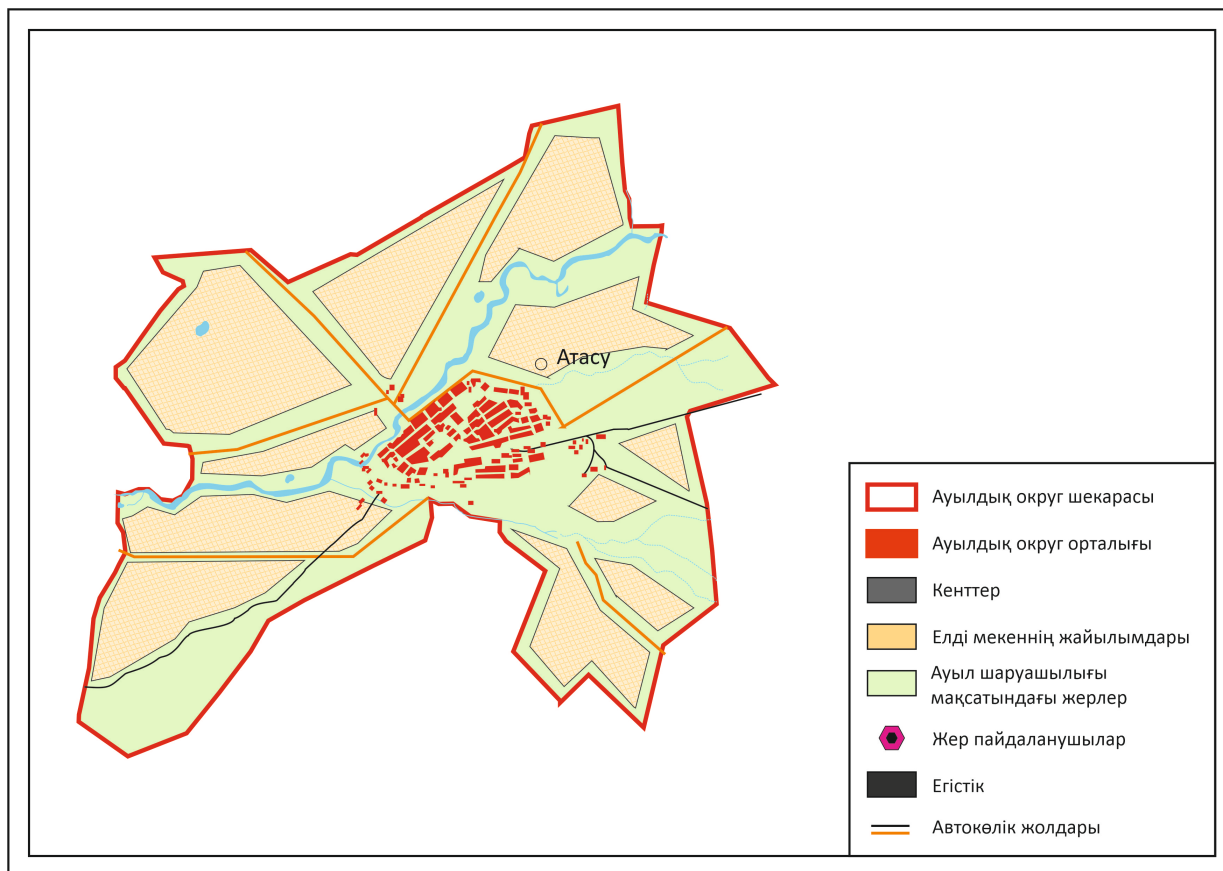 Атасу
Ауылдық округ шекарасы
Ауылдық округ орталығы
Кенттер
Елді мекеннің жайылымдары
Ауыл шаруашылығы
мақсатындағы жерлер
Жер пайдаланушылар
Егістік
Автокөлік жолдары